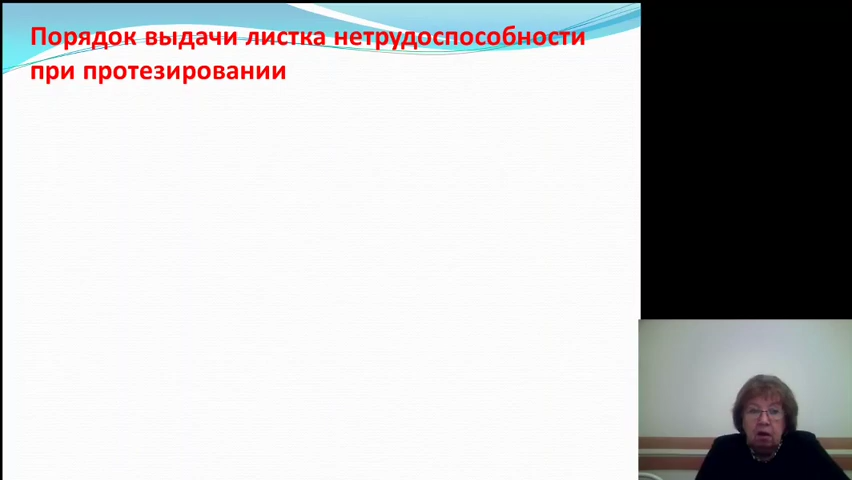 Порядок выдачи листка нетрудоспособности
при протезировании